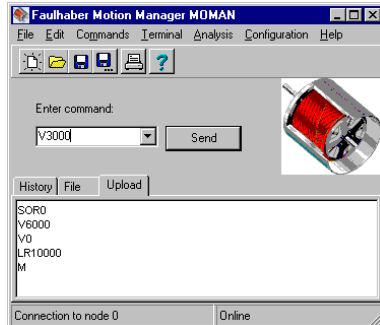 Faulhaber Motion Manager MOMAN
File Edit Commands Terminal Analysis Configuration Help
?
Enter command:
V3000
Send
History File Upload
SOR0
V6000
V0
LR10000
M
Connection to node 0 Online